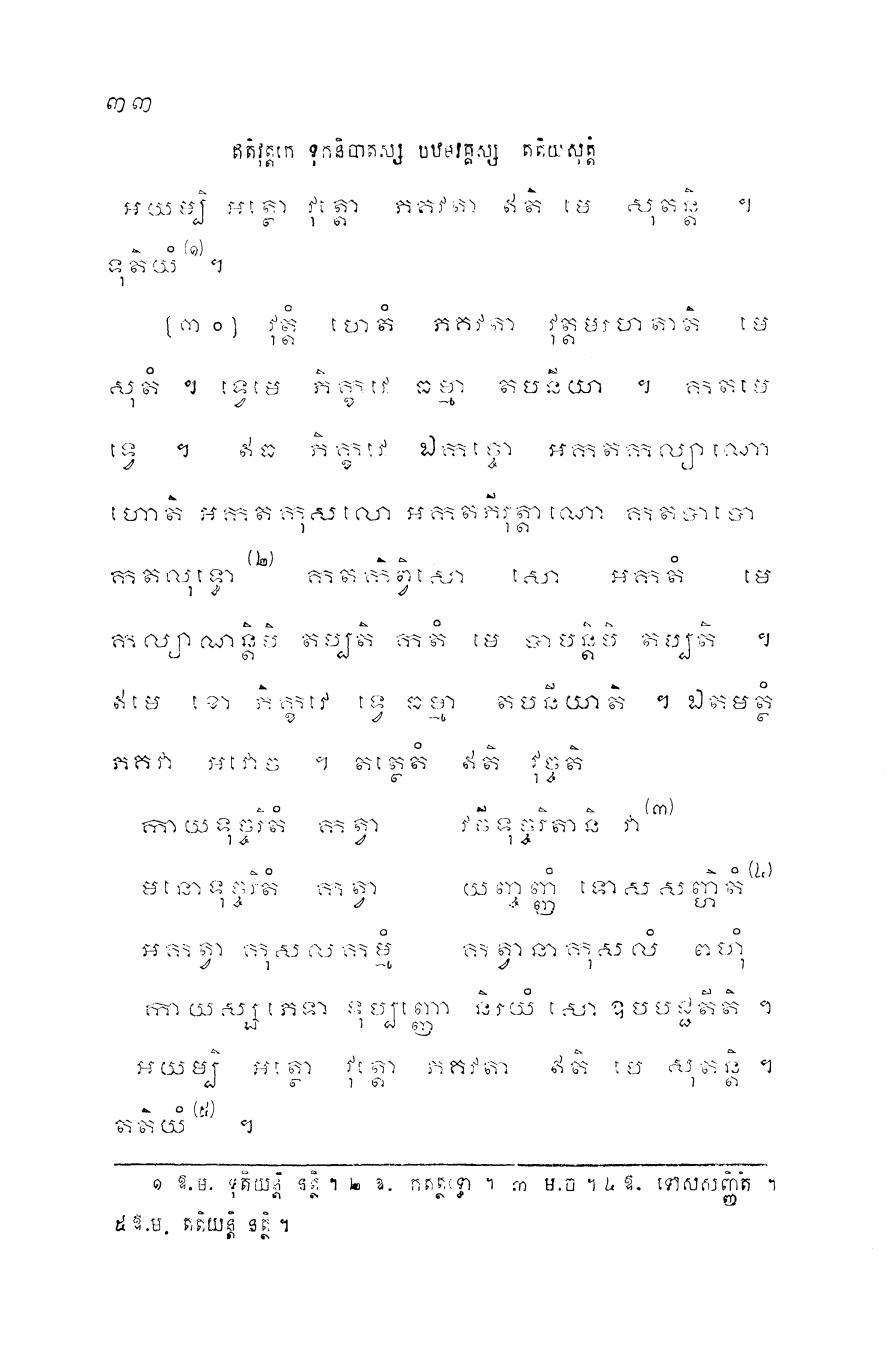 ៣៣
ឥតិវុត្តកេ ទុកនិបាតស្ស បឋមវគ្គស្ស តតិយសុត្តំ
អយម្បិ អត្ថោ វុត្តោ ភគវតា ឥតិ មេ សុតន្តិ ។
ទុតិយំ (១) ។
(៣០) វុត្តំ ហេតំ ភគវតា វុត្តមរហតាតិ មេ
សុតំ ។ ទ្វេមេ ភិក្ខវេ ធម្មា តបនីយា ។ កតមេ
ទ្វេ ។ ឥធ ភិក្ខវេ ឯកច្ចោ អកតកល្យាណោ
ហោតិ អកតកុសលោ អកតភីរុត្តាណោ កតបាបោ
កតលុទ្ធោ (២) កតកិព្វិសោ សោ អកតំ មេ
កល្យាណន្តិបិ តប្បតិ កតំ មេ បាបន្តិបិ តប្បតិ ។
ឥមេ ខោ ភិក្ខវេ ទ្វេ ធម្មា តបនីយាតិ ។ ឯតមត្ថំ
ភគវា អវោច ។ តត្ថេតំ ឥតិ វុច្ចតិ
កាយទុច្ចរិតំ កត្វា វចីទុច្ចរិតានិ វា (៣)
មនោទុច្ចរិតំ កត្វា យញ្ចញ្ញំ ទោសសញ្ហិតំ (៤)
អកត្វា កុសលកម្មំ កត្វានាកុសលំ ពហុំ
កាយស្ស ភេទា ទុប្បញ្ញោ និរយំ សោ ឧបបជ្ជតីតិ ។
អយម្បិ អត្ថោ វុត្តោ ភគវតា ឥតិ មេ សុតន្តិ ។
តតិយំ (៥) ។
១ ឱ.ម. ទុតិយន្តិ នត្ថិ ។ ២ ឱ. កតត្ថទ្ធោ ។ ៣ ម.ច ។ ៤ ឱ. ទោសសញ្ញិតំ ។
៥ ឱ.ម. តតិយន្តិ នត្ថិ ។